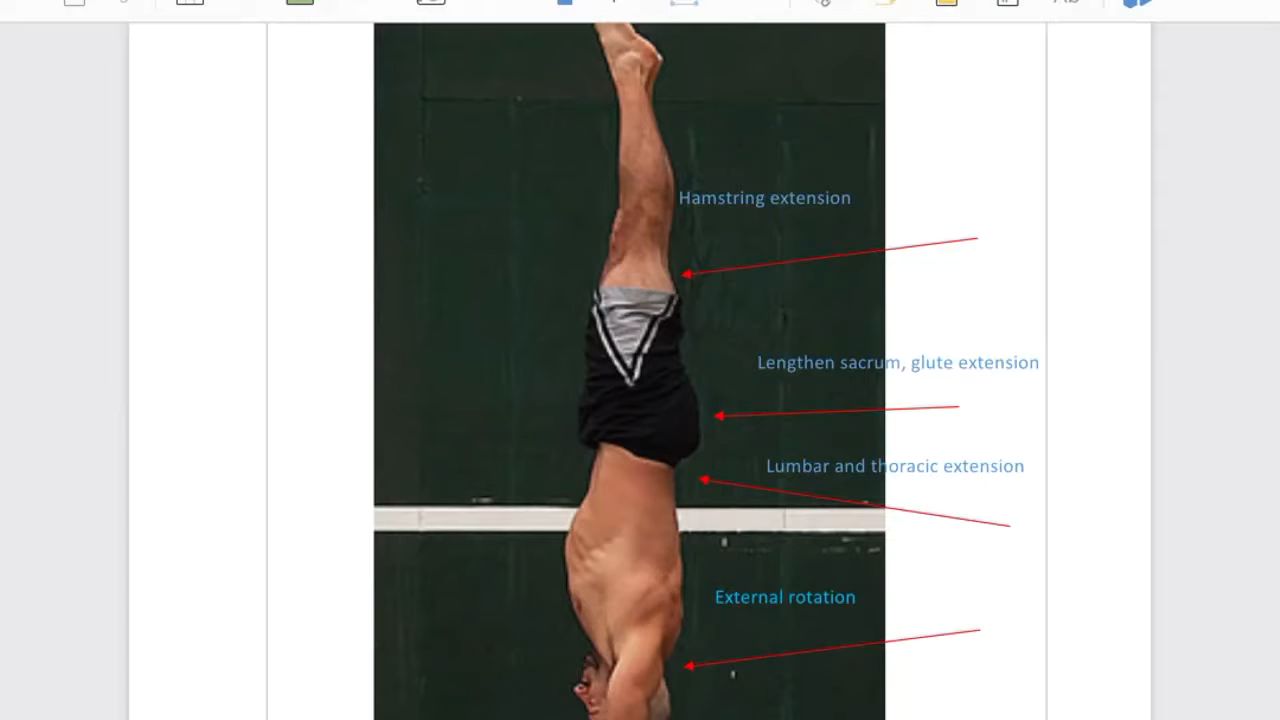 Hamstring extension
Lengthen sacrum, glute extension
Lumbar and thoracic extension
External rotation